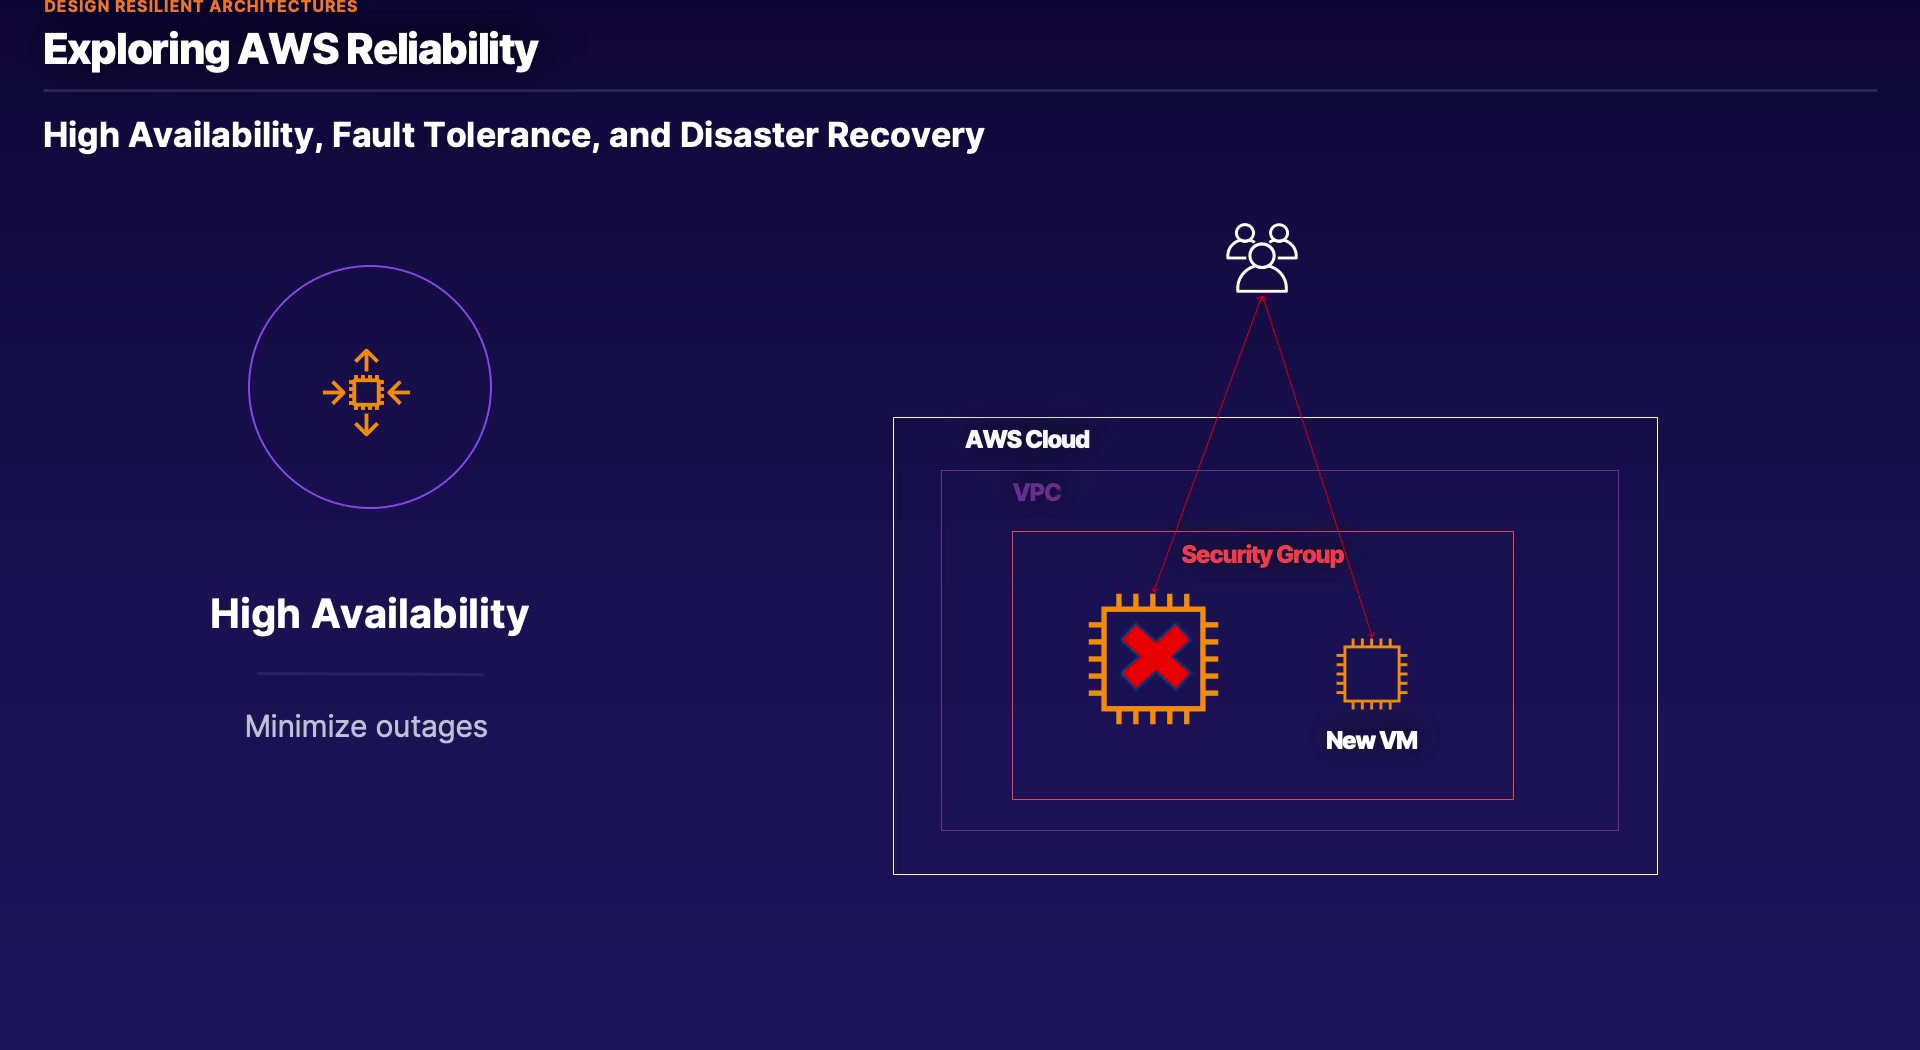 DESIGN RESILIENT ARCHITECTURES
Exploring AWS Reliability
High Availability, Fault Tolerance, and Disaster Recovery
High Availability
Minimize outages
AWS Cloud
VPC
Security Group
New VM